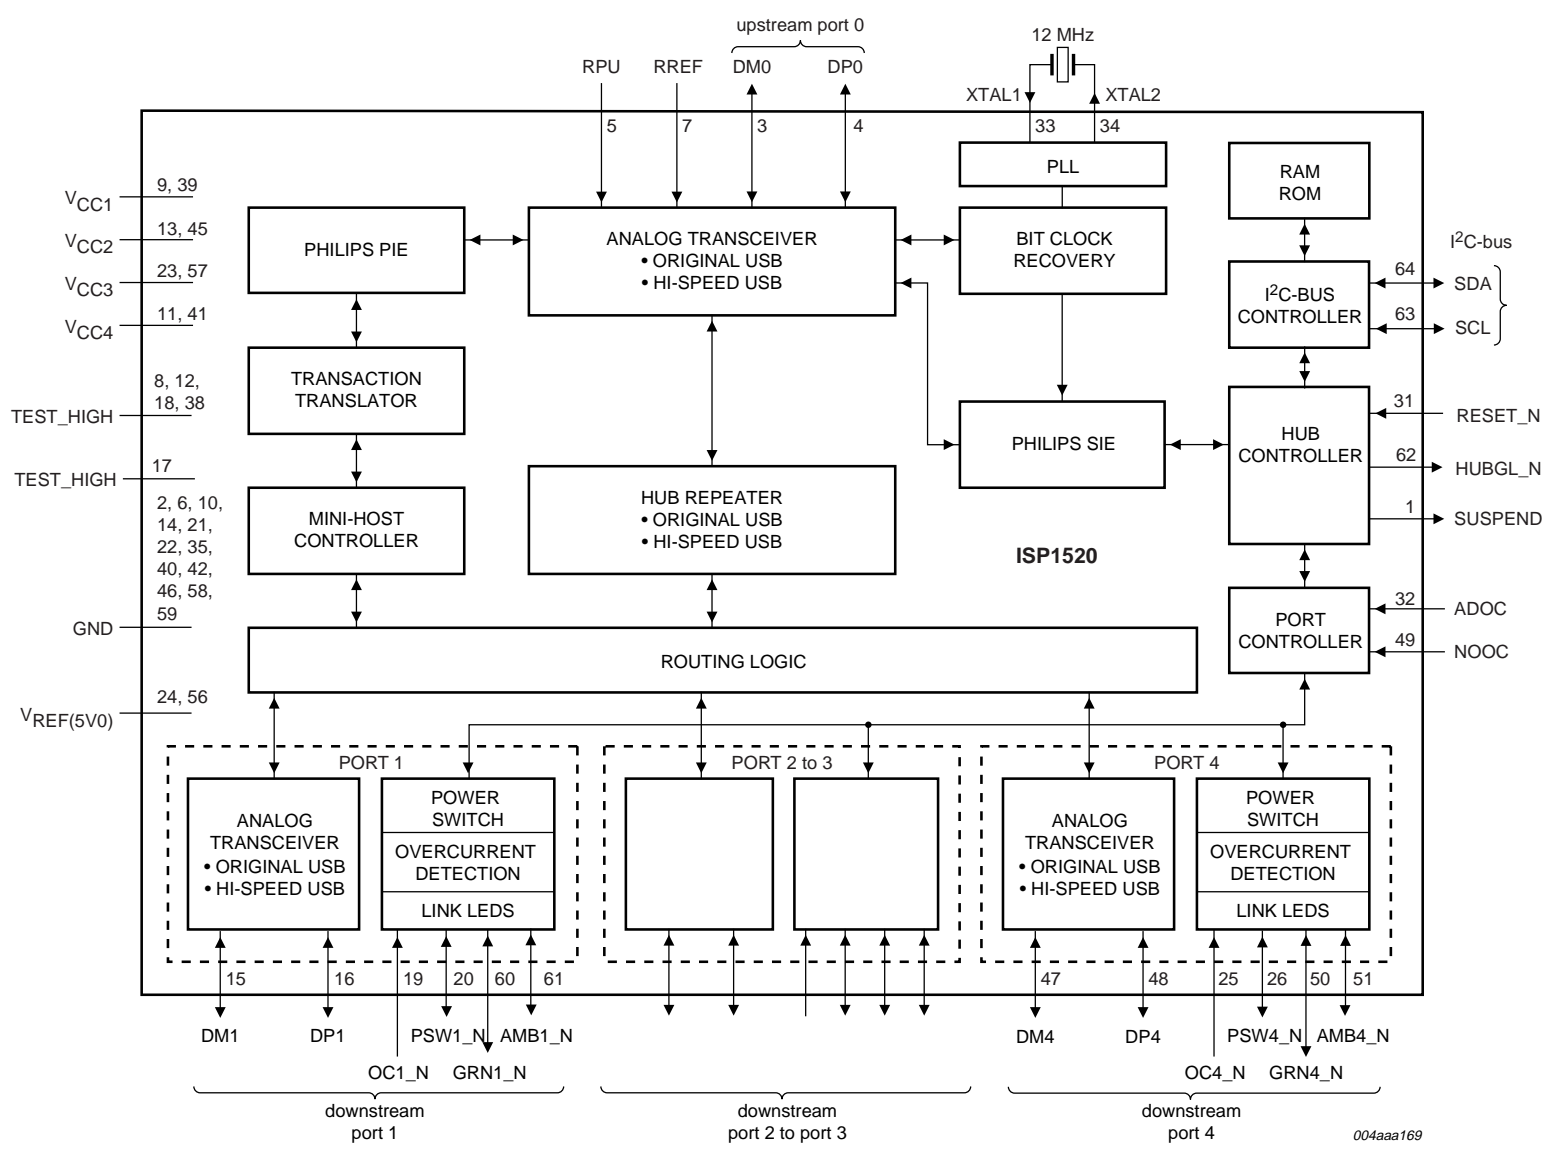 upstream port 0
12 MHz
RPU
RREF
DM0
DP0
XTAL1
XTAL2
5
7
3
4
33
34
PLL
RAM
ROM
VCC1
9, 39
VCC2
13, 45
VCC3
23, 57
VCC4
11, 41
PHILIPS PIE
ANALOG TRANSCEIVER
• ORIGINAL USB
• HI-SPEED USB
BIT CLOCK
RECOVERY
I2C-bus
I2C-BUS
CONTROLLER
64
SDA
63
SCL
TEST_HIGH
8, 12,
18, 38
TRANSACTION
TRANSLATOR
PHILIPS SIE
HUB
CONTROLLER
31
RESET_N
62
HUBGL_N
1
SUSPEND
TEST_HIGH
17
2, 6, 10,
14, 21,
22, 35,
40, 42,
46, 58,
59
GND
MINI-HOST
CONTROLLER
HUB REPEATER
• ORIGINAL USB
• HI-SPEED USB
ISP1520
PORT
CONTROLLER
32
ADOC
49
NOOC
ROUTING LOGIC
24, 56
VREF(5V0)
PORT 1
ANALOG
TRANSCEIVER
• ORIGINAL USB
• HI-SPEED USB
POWER
SWITCH
OVERCURRENT
DETECTION
LINK LEDS
PORT 2 to 3
PORT 4
ANALOG
TRANSCEIVER
• ORIGINAL USB
• HI-SPEED USB
POWER
SWITCH
OVERCURRENT
DETECTION
LINK LEDS
15
16
19
20
60
61
47
48
25
26
50
51
DM1
DP1
PSW1_N
AMB1_N
OC1_N
GRN1_N
DM4
DP4
PSW4_N
AMB4_N
OC4_N
GRN4_N
downstream
port 1
downstream
port 2 to port 3
downstream
port 4
004aaa169